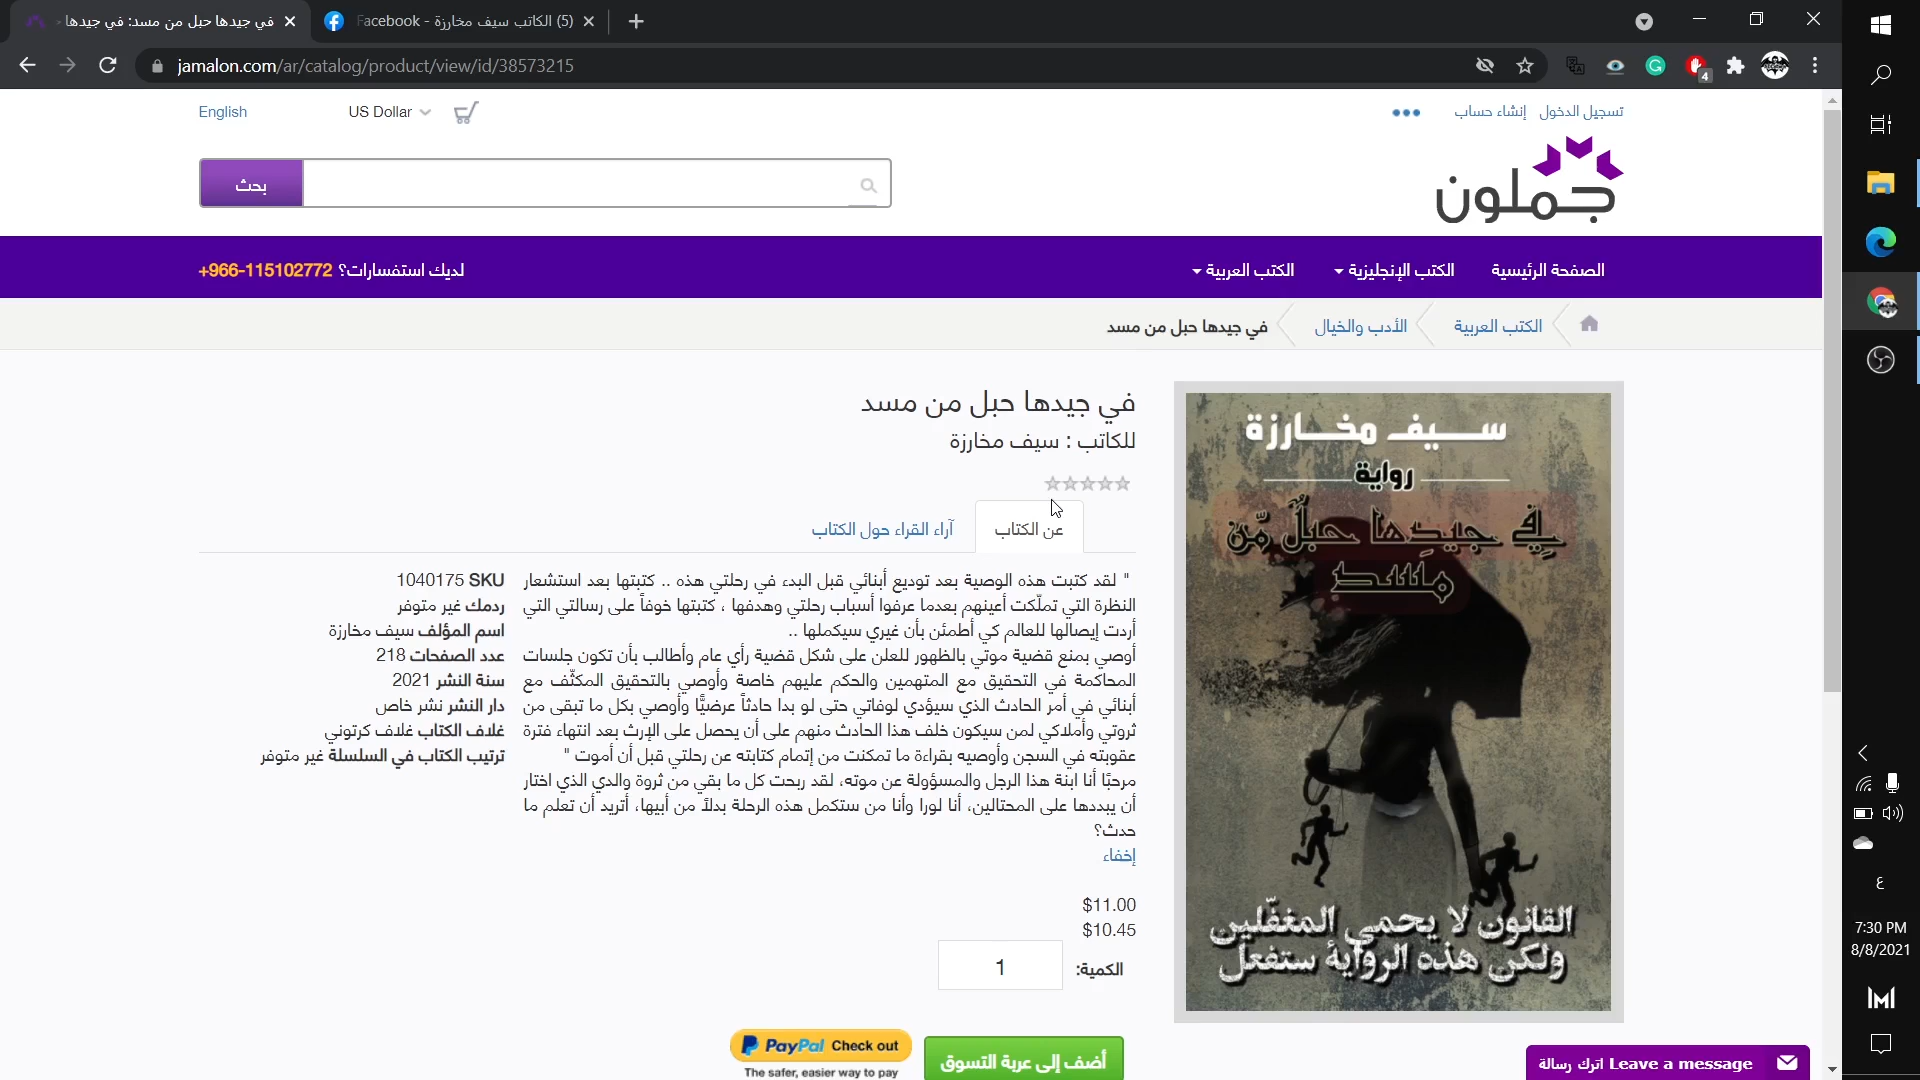 في جيدها حبل من مسد: في جيدها
(5) الكاتب سيف مخارزة - Facebook
jamalon.com/ar/catalog/product/view/id/38573215
4
English
US Dollar
إنشاء حساب
تسجيل الدخول
جملون
بحث
الصفحة الرئيسية
الكتب الإنجليزية
الكتب العربية
لديك استفسارات؟ +966-115102772
الكتب العربية
الأدب والخيال
في جيدها حبل من مسد
في جيدها حبل من مسد
للكاتب : سيف مخارزة
عن الكتاب
آراء القراء حول الكتاب
" لقد كتبت هذه الوصية بعد توديع أبنائي قبل البدء في رحلتي هذه .. كتبتها بعد استشعار
النظرة التي تملّكت أعينهم بعدما عرفوا أسباب رحلتي وهدفها ، كتبتها خوفاً على رسالتي التي
أردت إيصالها للعالم كي أطمئن بأن غيري سيكملها ..
أوصي بمنع قضية موتي بالظهور للعلن على شكل قضية رأي عام وأطالب بأن تكون جلسات
المحاكمة في التحقيق مع المتهمين والحكم عليهم خاصة وأوصي بالتحقيق المكثّف مع
أبنائي في أمر الحادث الذي سيؤدي لوفاتي حتى لو بدا حادثاً عرضيًّا وأوصي بكل ما تبقى من
ثروتي وأملاكي لمن سيكون خلف هذا الحادث منهم على أن يحصل على الإرث بعد انتهاء فترة
عقوبته في السجن وأوصيه بقراءة ما تمكنت من إتمام كتابته عن رحلتي قبل أن أموت "
مرحبًا أنا ابنة هذا الرجل والمسؤولة عن موته، لقد ربحت كل ما بقي من ثروة والدي الذي اختار
أن يبددها على المحتالين، أنا لورا وأنا من ستكمل هذه الرحلة بدلاً من أبيها، أتريد أن تعلم ما
حدث؟
إخفاء
SKU 1040175
ردمك غير متوفر
اسم المؤلف سيف مخارزة
عدد الصفحات 218
سنة النشر 2021
دار النشر نشر خاص
غلاف الكتاب غلاف كرتوني
ترتيب الكتاب في السلسلة غير متوفر
$11.00
$10.45
الكمية:
1
PayPal Check out
The safer, easier way to pay
أضف إلى عربة التسوق
سيف مخارزة
رواية
فِي جِيدِهَا حَبْلٌ مِّن
مَّسَدٍ
القانون لا يحمي المغفّلين
ولكن هذه الرواية ستفعل
Leave a message اترك رسالة
ع
7:30 PM
8/8/2021